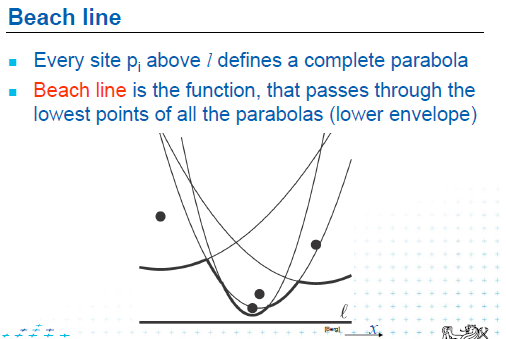 Beach line
Every site pᵢ above l defines a complete parabola
Beach line is the function, that passes through the
lowest points of all the parabolas (lower envelope)
ℓ
[Berg]
x